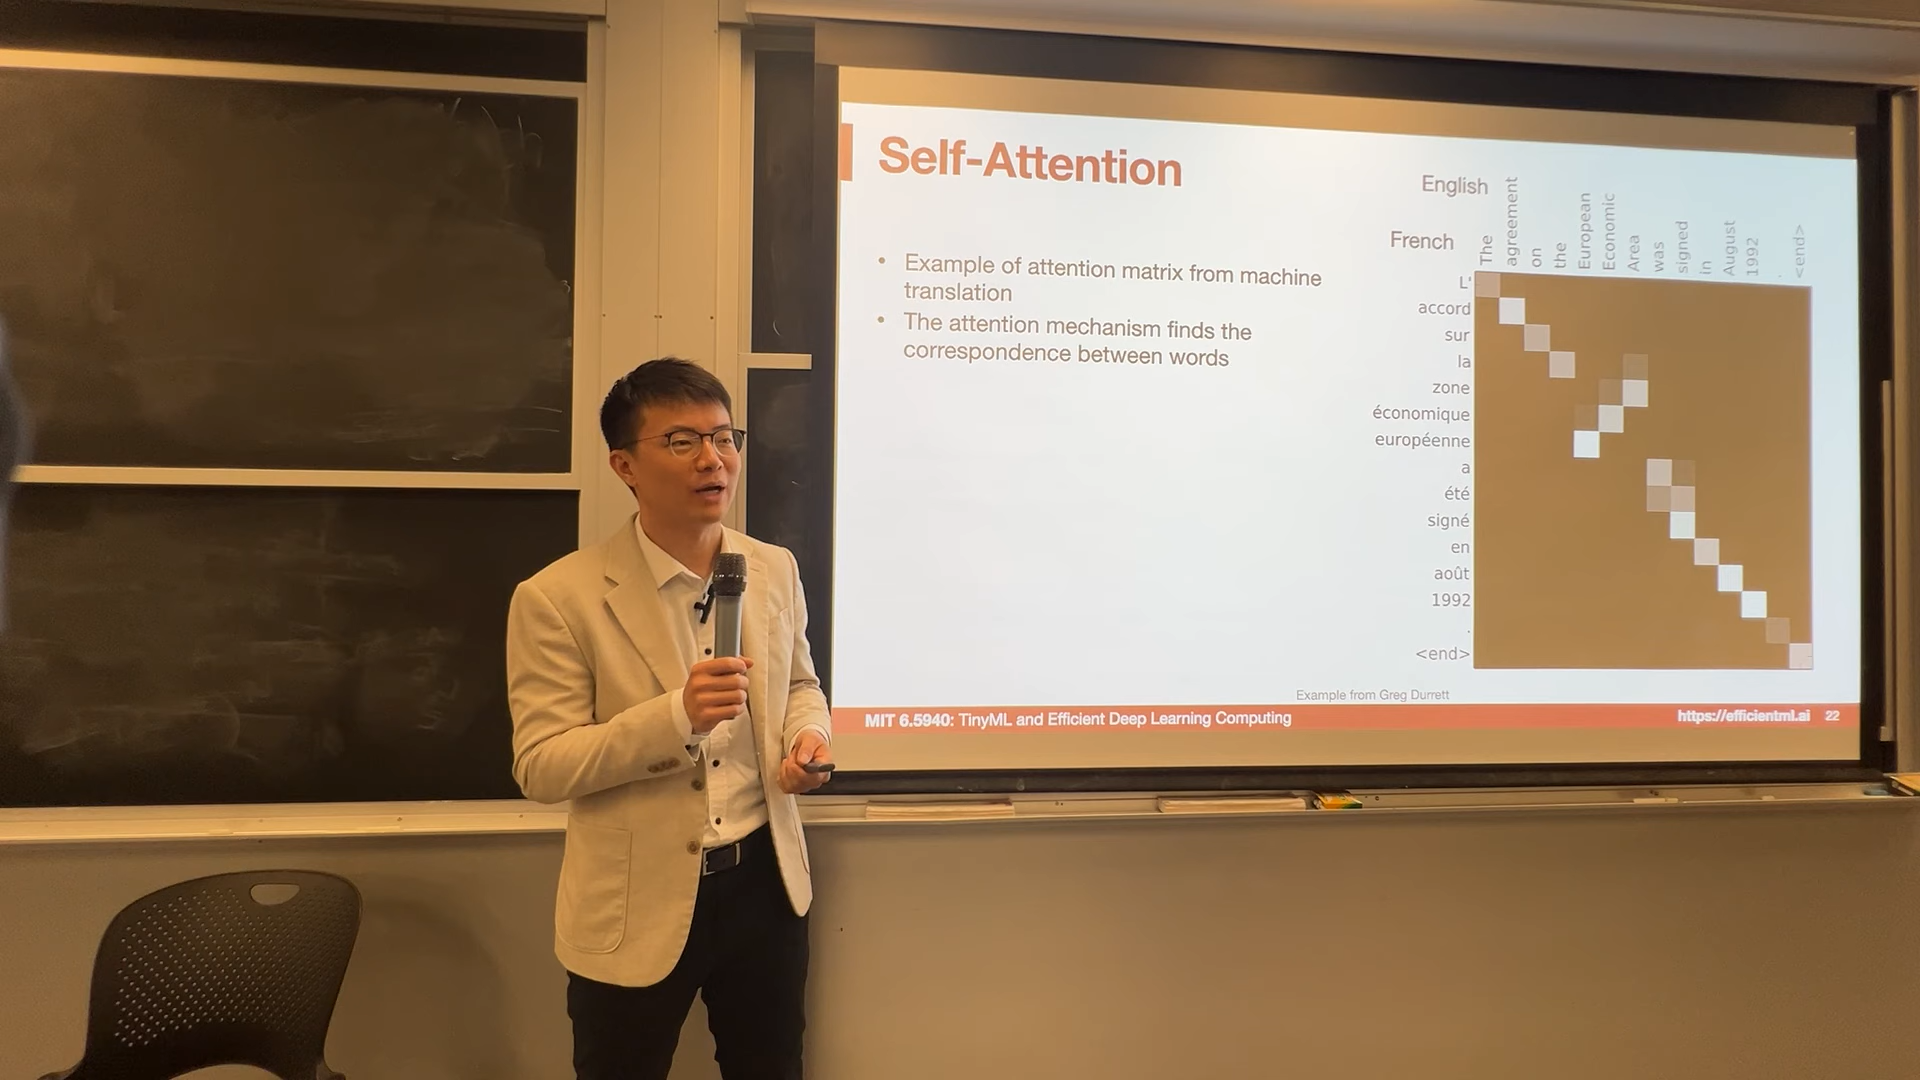 Self-Attention
• Example of attention matrix from machine
translation
• The attention mechanism finds the
correspondence between words
English
French
The
agreement
on
the
European
Economic
Area
was
signed
in
August
1992
.
<end>
L'
accord
sur
la
zone
économique
européenne
a
été
signé
en
août
1992
.
<end>
Example from Greg Durrett
MIT 6.5940: TinyML and Efficient Deep Learning Computing
https://efficientml.ai 22